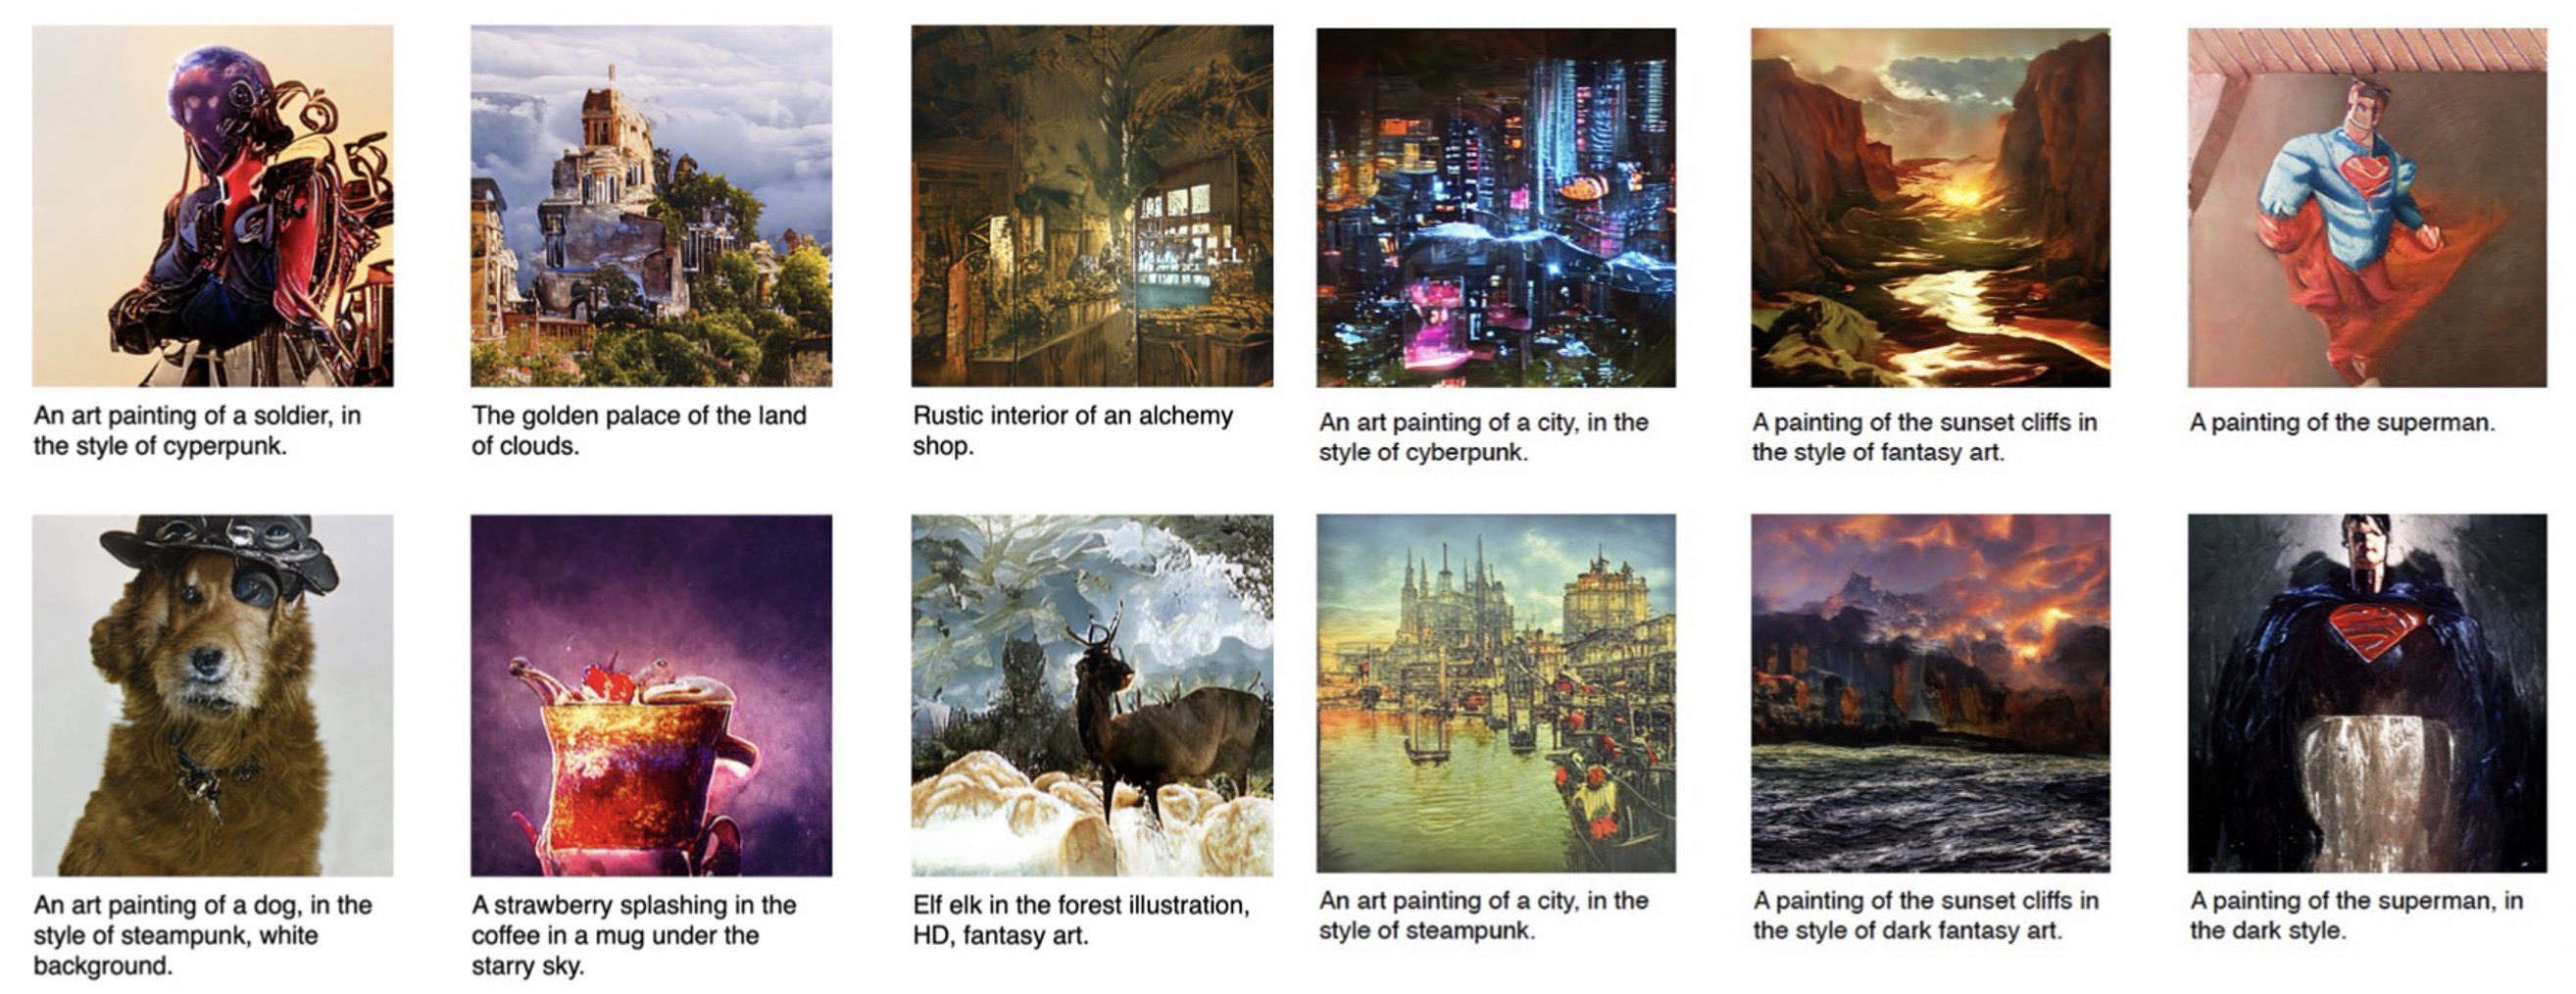 An art painting of a soldier, in
the style of cyperpunk.
The golden palace of the land
of clouds.
Rustic interior of an alchemy
shop.
An art painting of a city, in the
style of cyberpunk.
A painting of the sunset cliffs in
the style of fantasy art.
A painting of the superman.
An art painting of a dog, in the
style of steampunk, white
background.
A strawberry splashing in the
coffee in a mug under the
starry sky.
Elf elk in the forest illustration,
HD, fantasy art.
An art painting of a city, in the
style of steampunk.
A painting of the sunset cliffs in
the style of dark fantasy art.
A painting of the superman, in
the dark style.